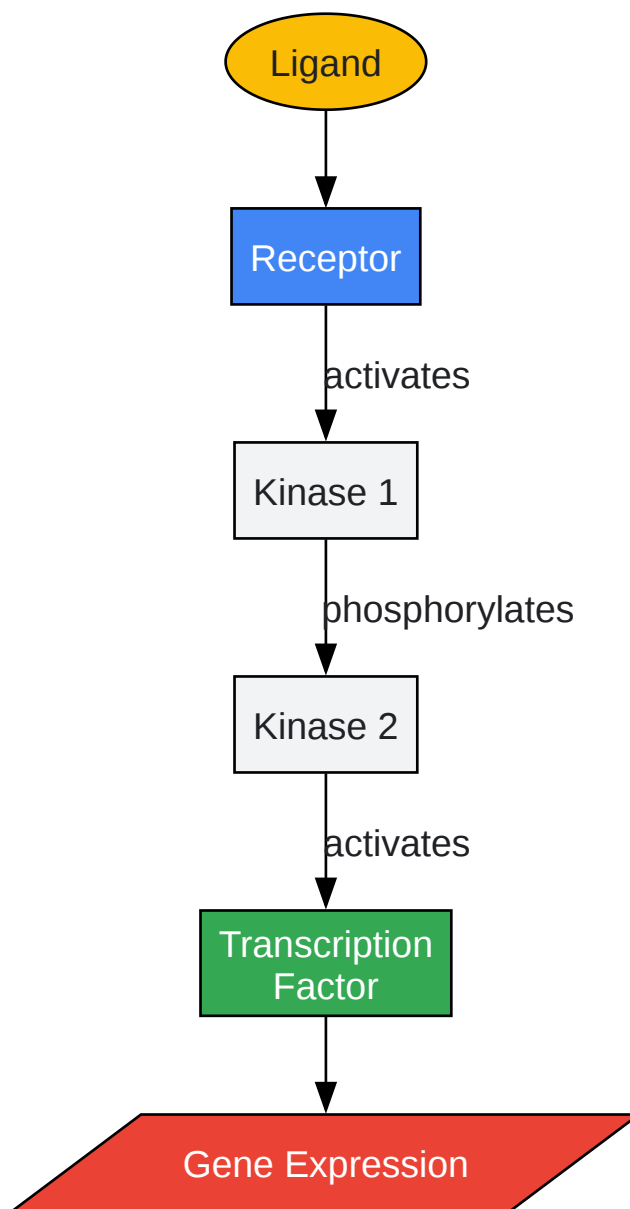 Ligand
Receptor
activates
Kinase 1
phosphorylates
Kinase 2
activates
Transcription
Factor
Gene Expression